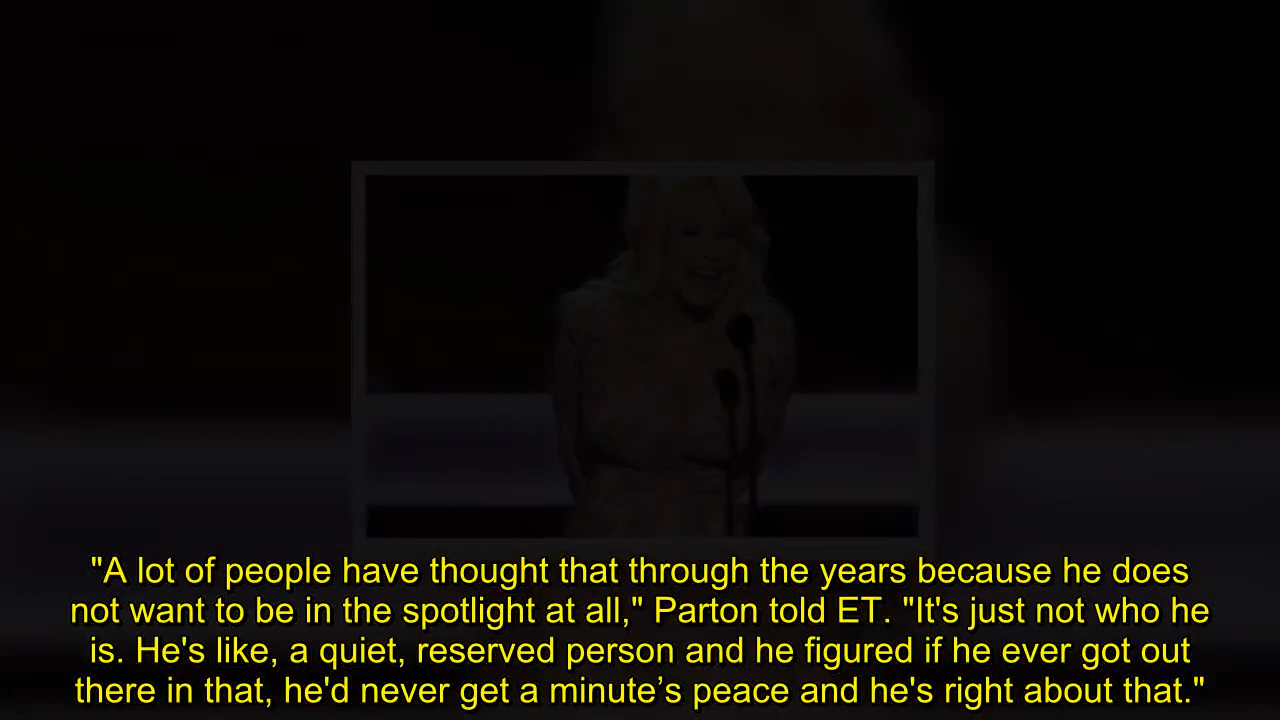 "A lot of people have thought that through the years because he does
not want to be in the spotlight at all," Parton told ET. "It's just not who he
is. He's like, a quiet, reserved person and he figured if he ever got out
there in that, he'd never get a minute’s peace and he's right about that."